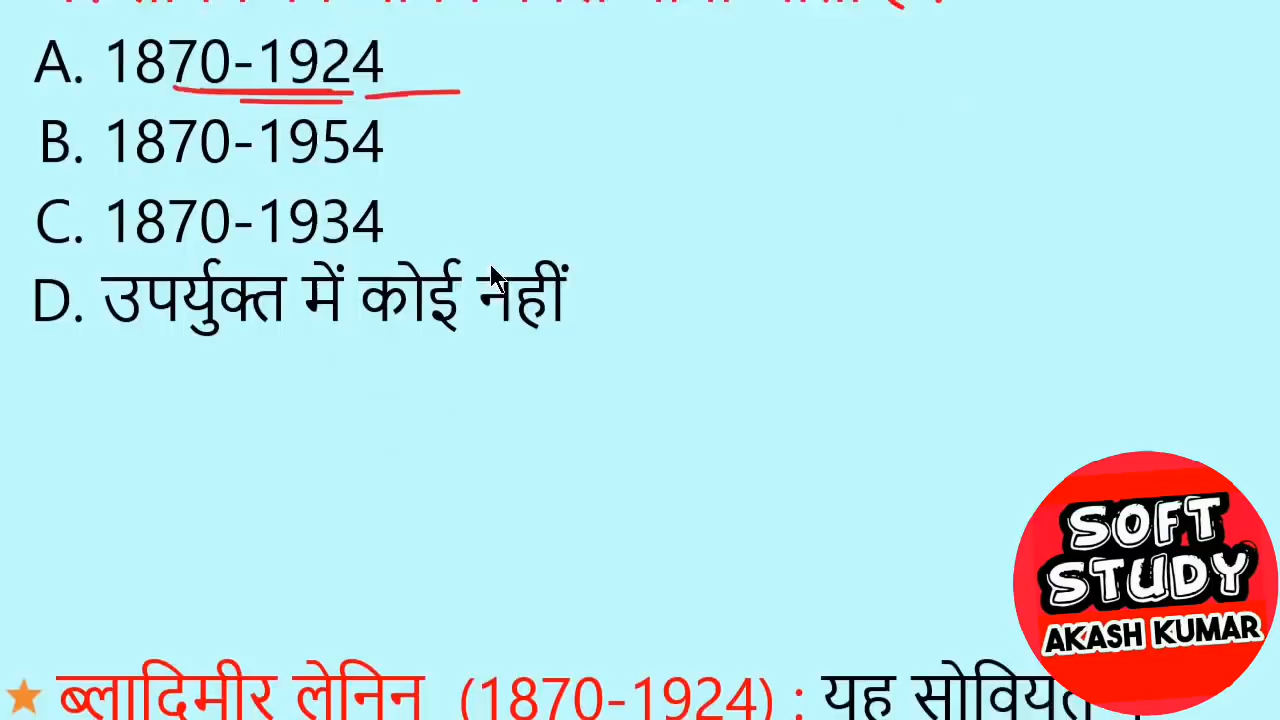 A. 1870-1924
B. 1870-1954
C. 1870-1934
D. उपर्युक्त में कोई नहीं
SOFT
STUDY
AKASH KUMAR
ब्लादिमीर लेनिन (1870-1924) : यह सोवियत